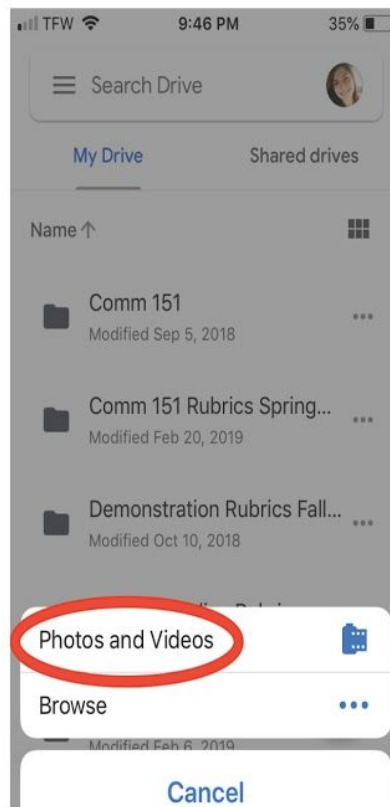 TFW 9:46 PM 35%
Search Drive
My Drive Shared drives
Name
Comm 151
Modified Sep 5, 2018
Comm 151 Rubrics Spring...
Modified Feb 20, 2019
Demonstration Rubrics Fall...
Modified Oct 10, 2018
Photos and Videos
Browse
Modified Feb 6, 2019
Cancel